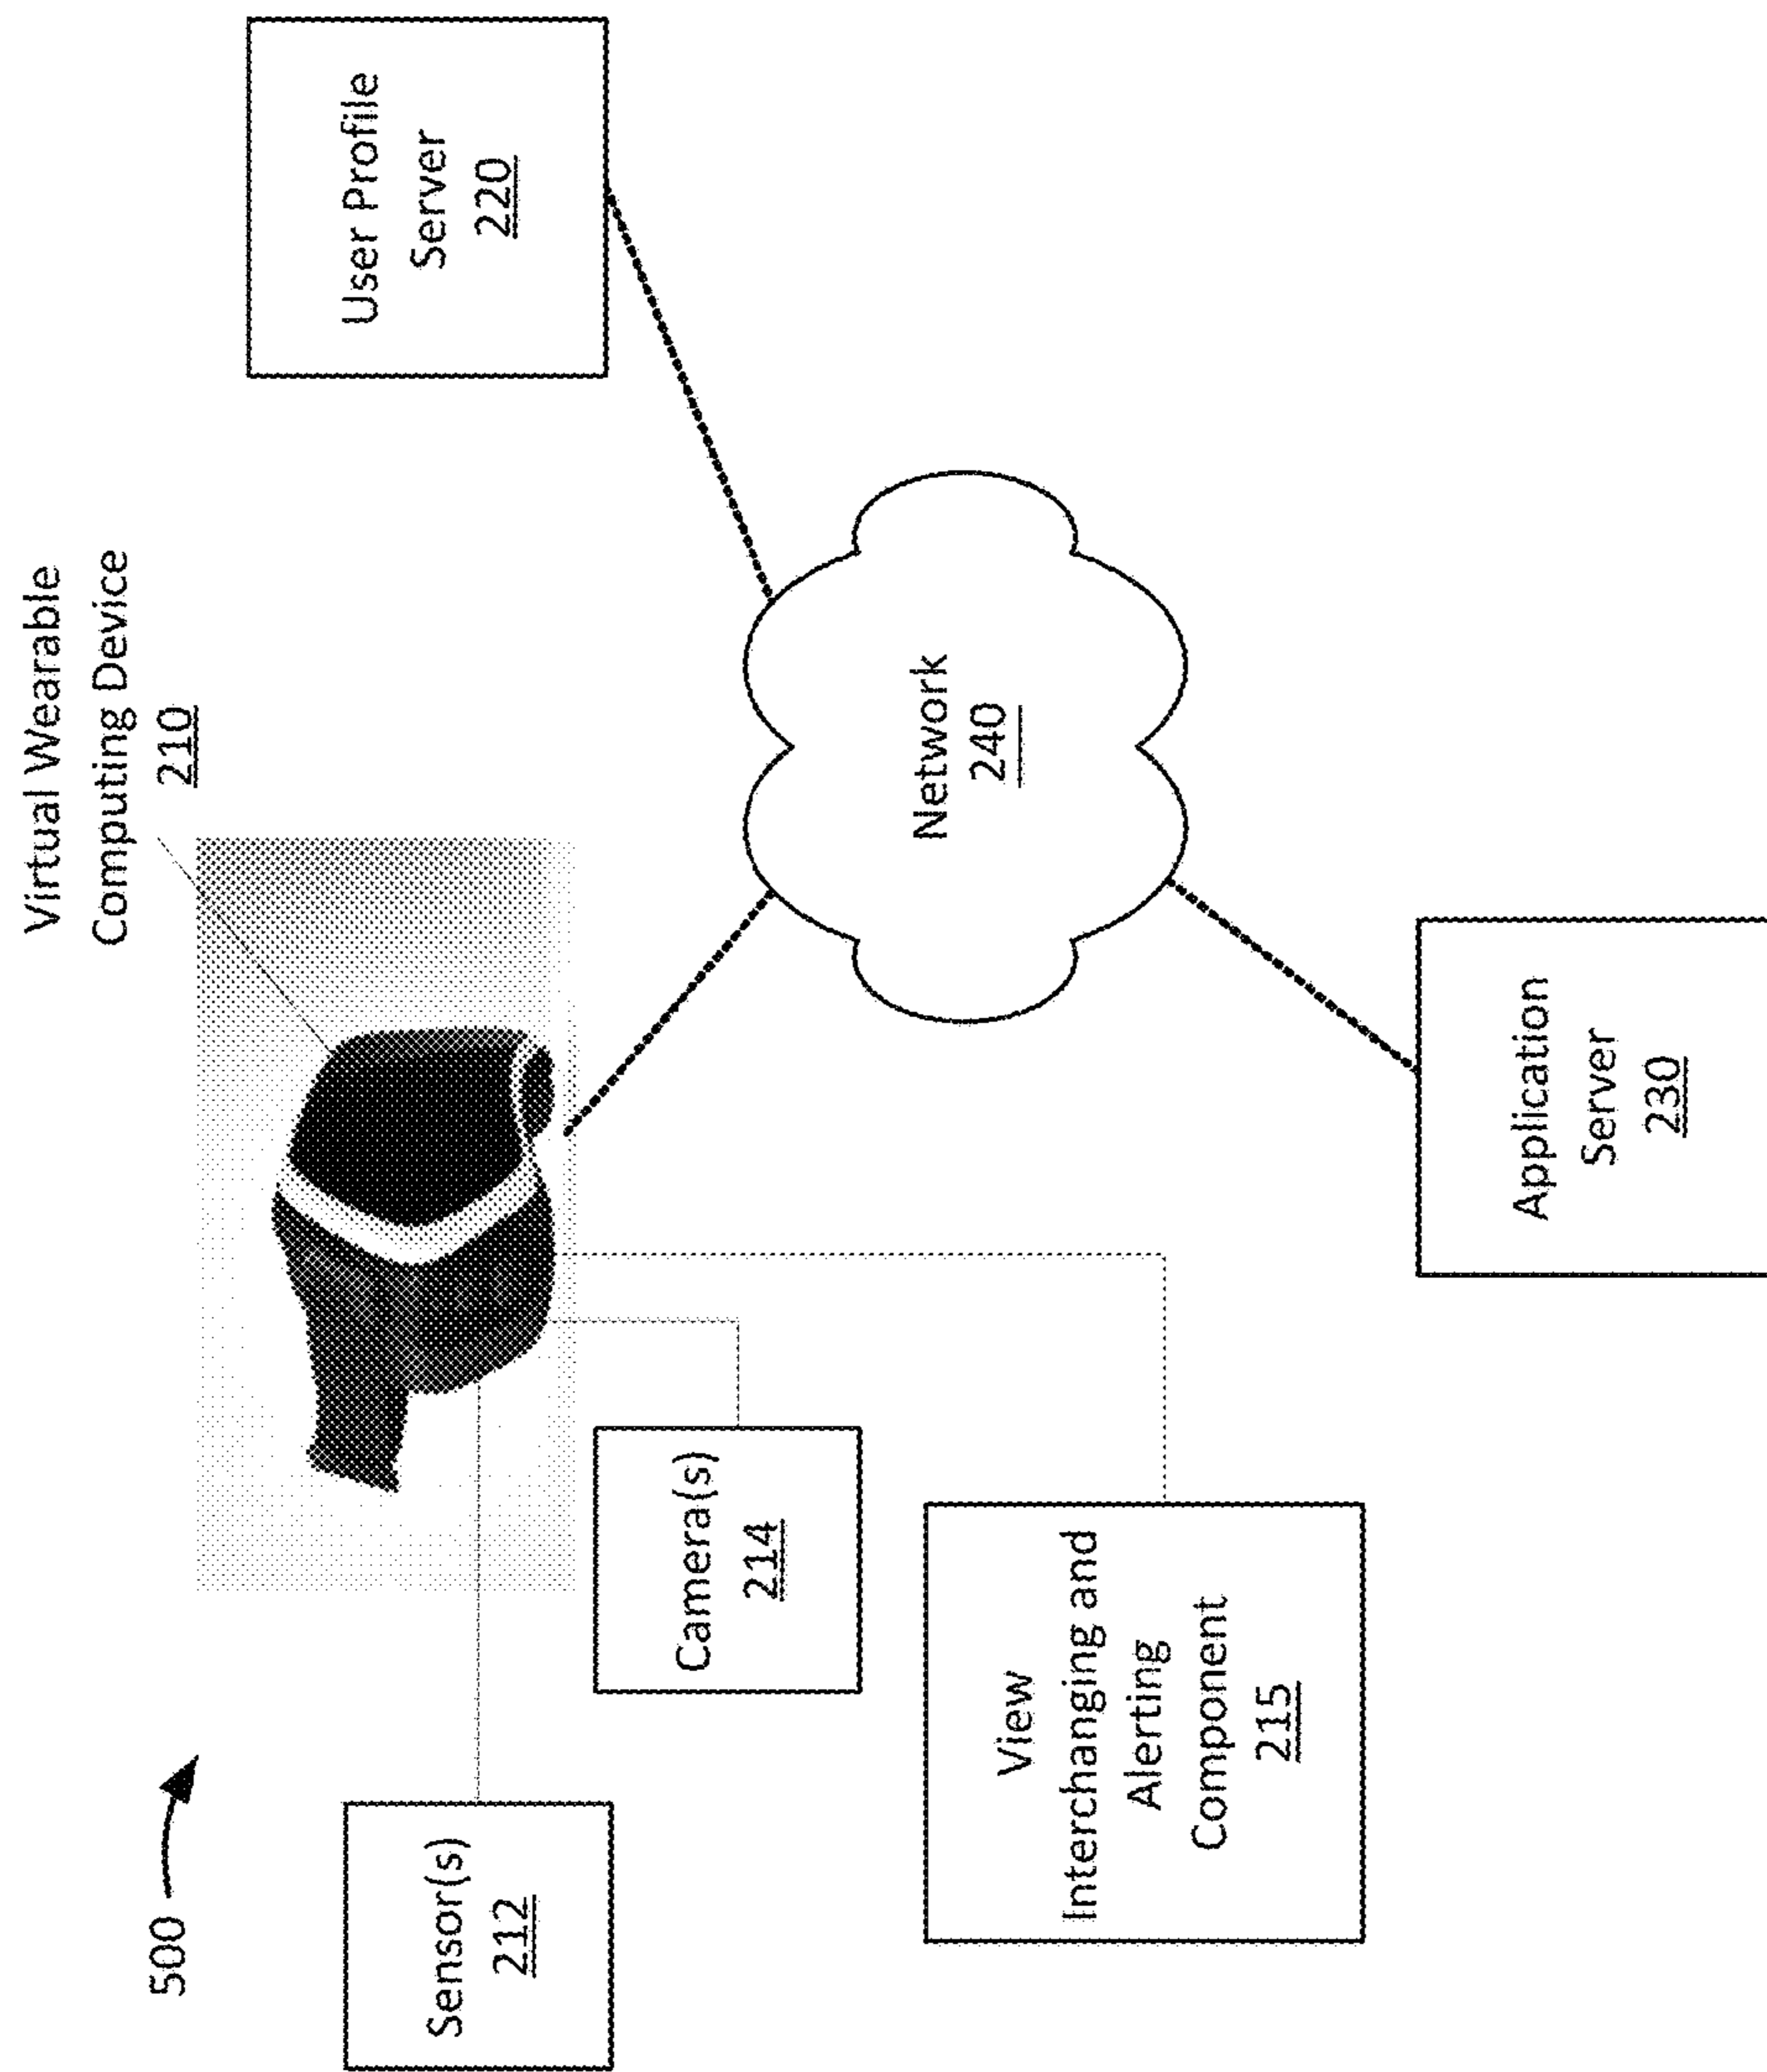 500
Virtual Wearable
Computing Device
210
Sensor(s)
212
Camera(s)
214
View
Interchanging and
Alerting
Component
215
User Profile
Server
220
Network
240
Application
Server
230